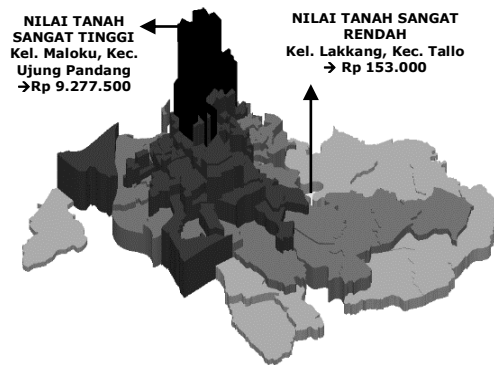 NILAI TANAH
SANGAT TINGGI
Kel. Maloku, Kec.
Ujung Pandang
→Rp 9.277.500
NILAI TANAH SANGAT
RENDAH
Kel. Lakkang, Kec. Tallo
→ Rp 153.000